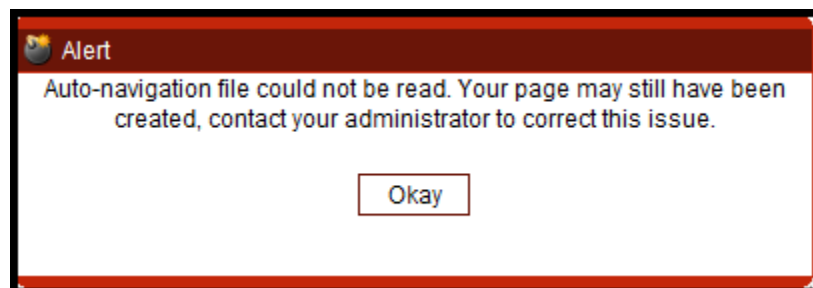 Alert
Auto-navigation file could not be read. Your page may still have been
created, contact your administrator to correct this issue.
Okay